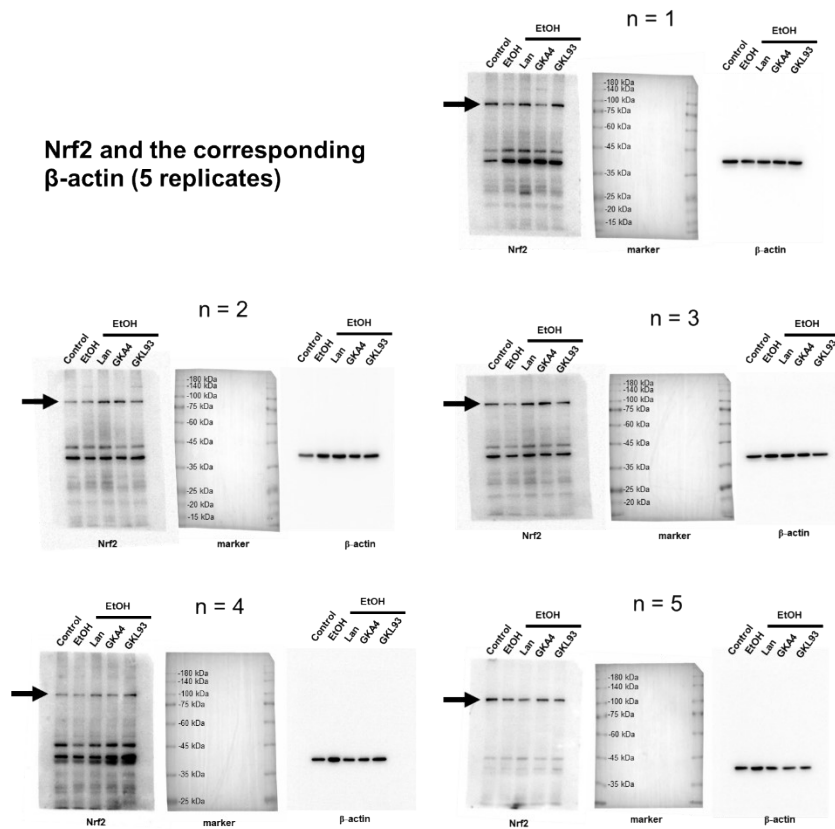 Nrf2 and the corresponding
β-actin (5 replicates)
n = 1
EtOH
Control
EtOH
Lan
GKA4
GKL93
EtOH
Control
EtOH
Lan
GKA4
GKL93
-180 kDa
-140 kDa
-100 kDa
-75 kDa
-60 kDa
-45 kDa
-35 kDa
-25 kDa
-20 kDa
-15 kDa
Nrf2
marker
β-actin
n = 2
EtOH
Control
EtOH
Lan
GKA4
GKL93
EtOH
Control
EtOH
Lan
GKA4
GKL93
-180 kDa
-140 kDa
-100 kDa
-75 kDa
-60 kDa
-45 kDa
-35 kDa
-25 kDa
-20 kDa
-15 kDa
Nrf2
marker
β-actin
n = 3
EtOH
Control
EtOH
Lan
GKA4
GKL93
EtOH
Control
EtOH
Lan
GKA4
GKL93
-180 kDa
-140 kDa
-100 kDa
-75 kDa
-60 kDa
-45 kDa
-35 kDa
-25 kDa
-20 kDa
Nrf2
marker
β-actin
n = 4
EtOH
Control
EtOH
Lan
GKA4
GKL93
EtOH
Control
EtOH
Lan
GKA4
GKL93
-180 kDa
-140 kDa
-100 kDa
-75 kDa
-60 kDa
-45 kDa
-35 kDa
-25 kDa
Nrf2
marker
β-actin
n = 5
EtOH
Control
EtOH
Lan
GKA4
GKL93
EtOH
Control
EtOH
Lan
GKA4
GKL93
-180 kDa
-140 kDa
-100 kDa
-75 kDa
-60 kDa
-45 kDa
-35 kDa
Nrf2
marker
β-actin